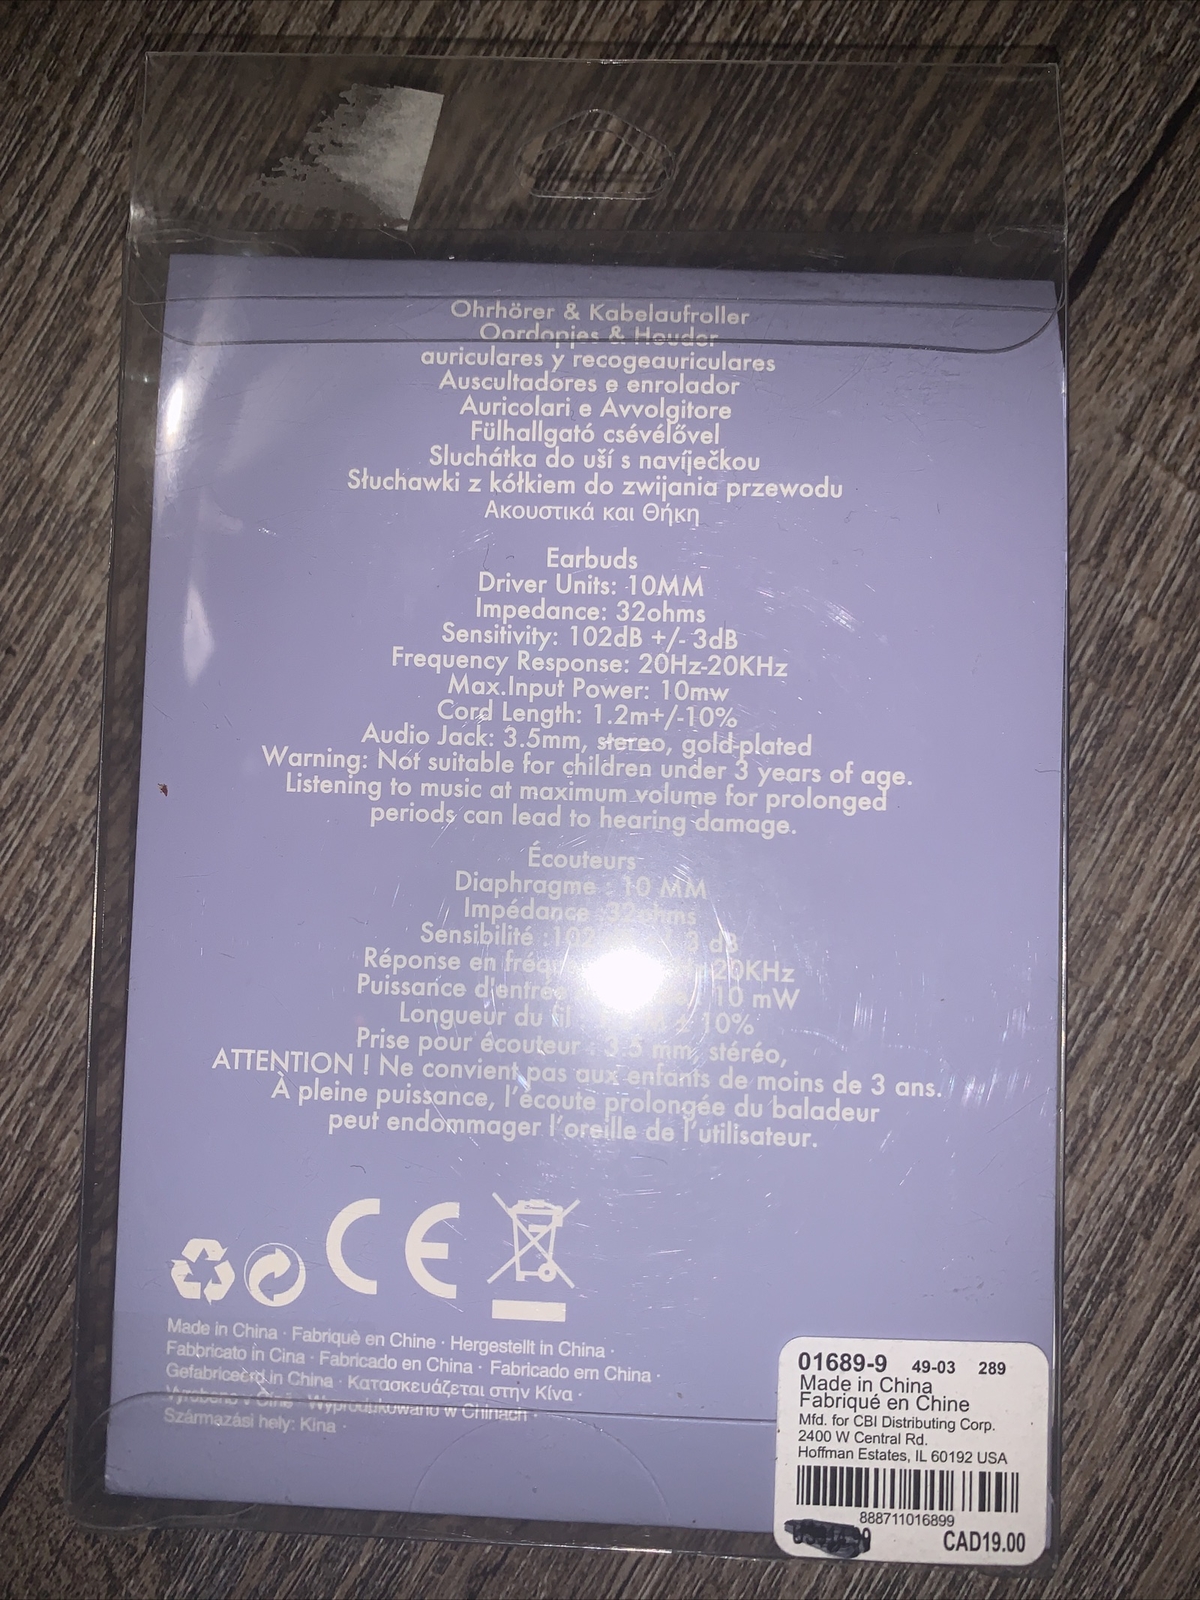 Ohrhörer & Kabelaufroller
Oordopjes & Houder
auriculares y recogeauriculares
Auscultadores e enrolador
Auricolari e Avvolgitore
Fülhallgató csévélővel
Sluchátka do uší s navíječkou
Słuchawki z kółkiem do zwijania przewodu
Ακουστικά και Θήκη
Earbuds
Driver Units: 10MM
Impedance: 32ohms
Sensitivity: 102dB +/- 3dB
Frequency Response: 20Hz-20KHz
Max.Input Power: 10mw
Cord Length: 1.2m+/-10%
Audio Jack: 3.5mm, stereo, gold-plated
Warning: Not suitable for children under 3 years of age.
Listening to music at maximum volume for prolonged
periods can lead to hearing damage.
Écouteurs
Diaphragme : 10 MM
Impédance :32ohms
Sensibilité :102 3 dB
Réponse en 20KHz
Puissance d'entrée 10 mW
Longueur du fil ± 10%
Prise pour écouteur : 3.5 mm, stéréo,
ATTENTION ! Ne convient pas aux enfants de moins de 3 ans.
À pleine puissance, l'écoute prolongée du baladeur
peut endommager l'oreille de l'utilisateur.
CE
Made in China · Fabriquè en Chine · Hergestellt in China ·
Fabbricato in Cina · Fabricado en China · Fabricado em China ·
Gefabriceerd in China · Κατασκευάζεται στην Κίνα ·
Vyrobeno v Číně · Wyprodukowano w Chinach ·
Származási hely: Kína ·
01689-9 49-03 289
Made in China
Fabriqué en Chine
Mfd. for CBI Distributing Corp.
2400 W Central Rd.
Hoffman Estates, IL 60192 USA
888711016899
CAD19.00